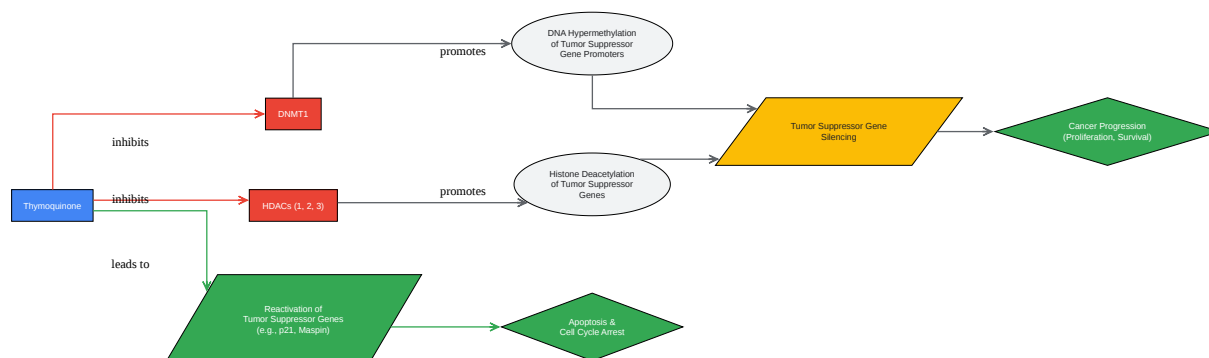 DNA Hypermethylation
of Tumor Suppressor
Gene Promoters
promotes
DNMT1
Tumor Suppressor Gene
Silencing
Cancer Progression
(Proliferation, Survival)
inhibits
Histone Deacetylation
of Tumor Suppressor
Genes
promotes
inhibits
Thymoquinone
HDACs (1, 2, 3)
leads to
Reactivation of
Tumor Suppressor Genes
(e.g., p21, Maspin)
Apoptosis &
Cell Cycle Arrest